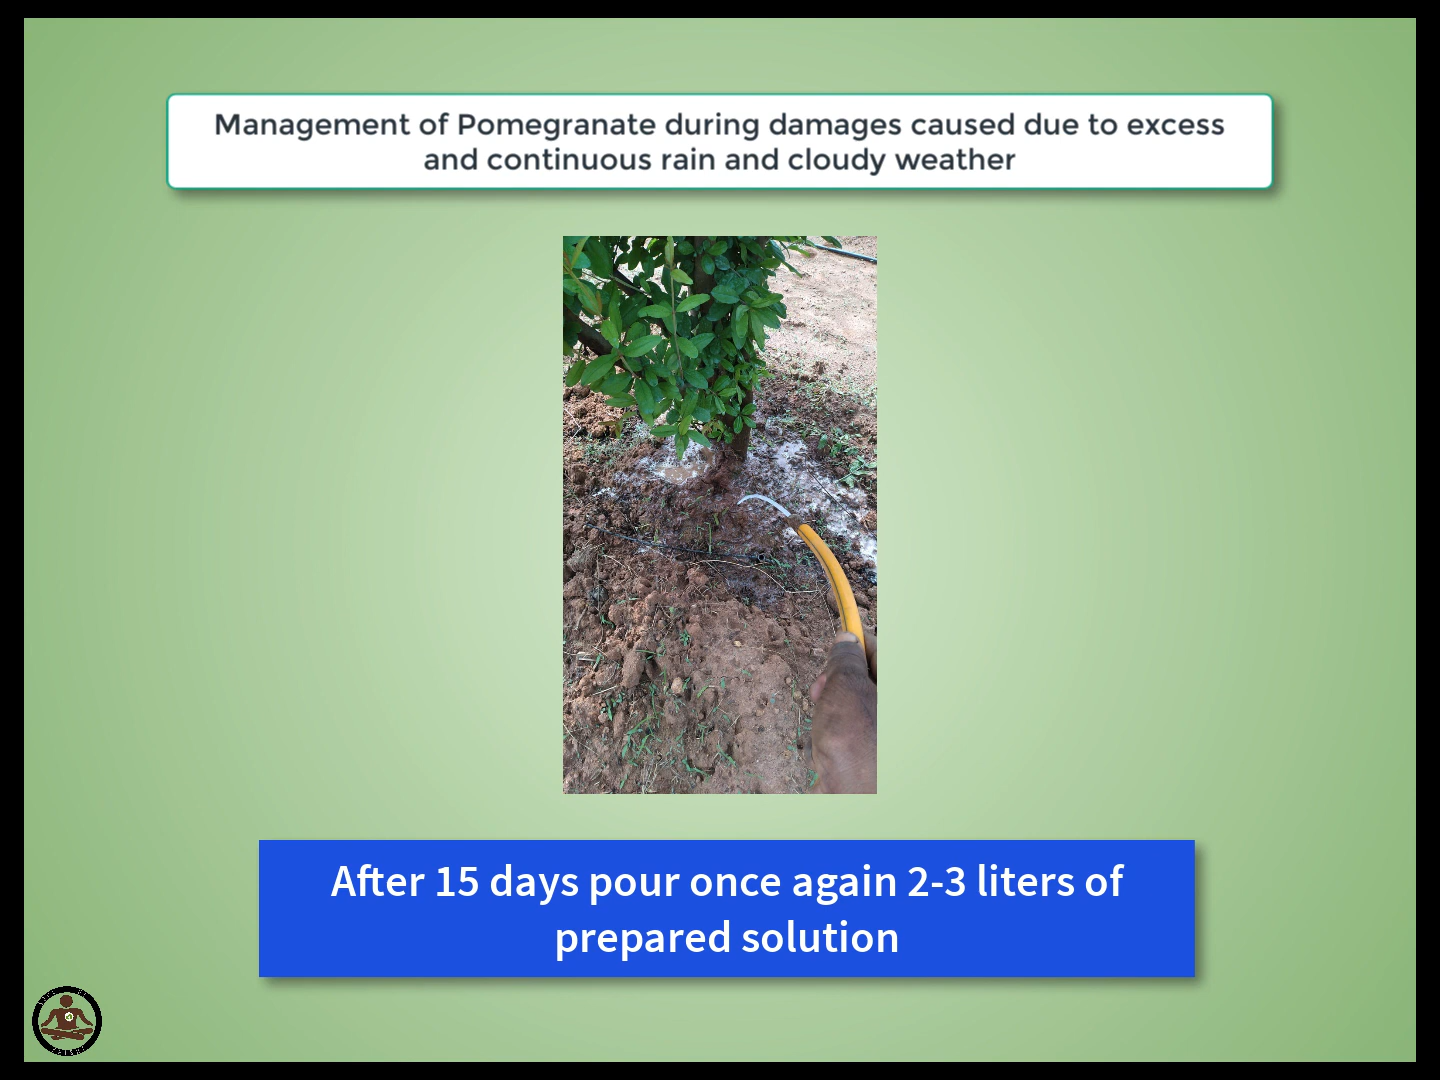 Management of Pomegranate during damages caused due to excess
and continuous rain and cloudy weather
After 15 days pour once again 2-3 liters of
prepared solution